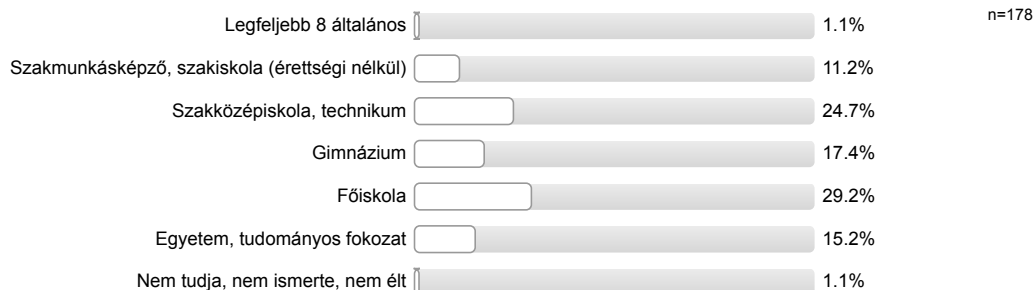 n=178
Legfeljebb 8 általános 1.1%
Szakmunkásképző, szakiskola (érettségi nélkül) 11.2%
Szakközépiskola, technikum 24.7%
Gimnázium 17.4%
Főiskola 29.2%
Egyetem, tudományos fokozat 15.2%
Nem tudja, nem ismerte, nem élt 1.1%